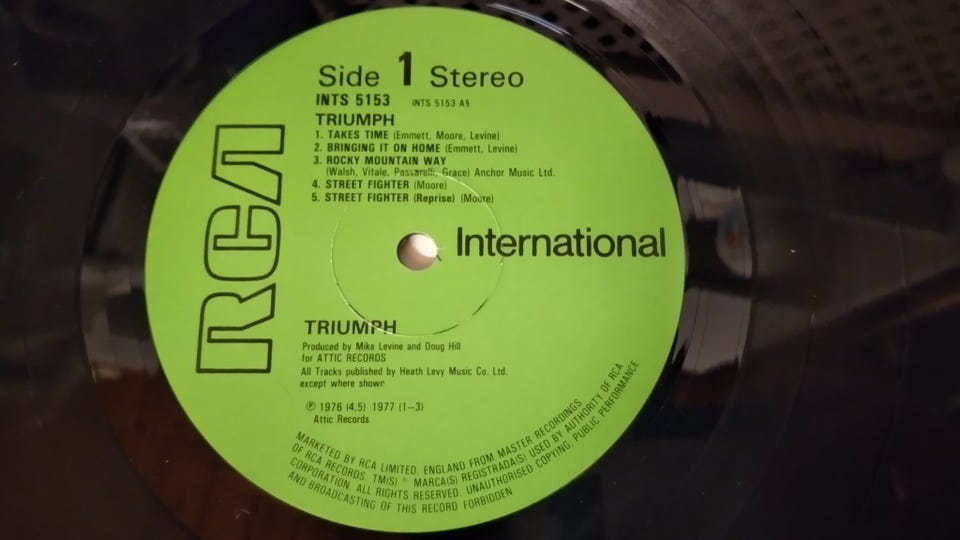 Side 1 Stereo
INTS 5153 INTS 5153 A§
TRIUMPH
1. TAKES TIME (Emmett, Moore, Levine)
2. BRINGING IT ON HOME (Emmett, Levine)
3. ROCKY MOUNTAIN WAY
(Walsh, Vitale, Passarelli, Grace) Anchor Music Ltd.
4. STREET FIGHTER (Moore)
5. STREET FIGHTER (Reprise) (Moore)
RCA
International
TRIUMPH
Produced by Mike Levine and Doug Hill
for ATTIC RECORDS
All Tracks published by Heath Levy Music Co. Ltd.
except where shown
℗ 1976 (4,5) 1977 (1–3)
Attic Records
MARKETED BY RCA LIMITED, ENGLAND FROM MASTER RECORDINGS
OF RCA RECORDS. TM(S) ® MARCA(S) REGISTRADA(S) USED BY AUTHORITY OF RCA
CORPORATION. ALL RIGHTS RESERVED. UNAUTHORISED COPYING, PUBLIC PERFORMANCE
AND BROADCASTING OF THIS RECORD FORBIDDEN